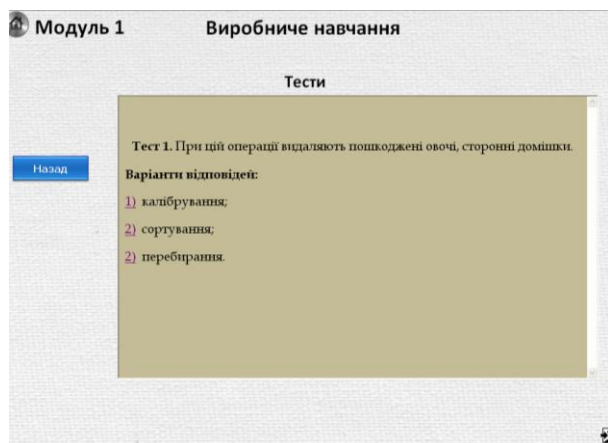 Модуль 1
Виробниче навчання
Тести
Тест 1. При цій операції видаляють пошкоджені овочі, сторонні домішки.
Назад
Варіанти відповідей:
1) калібрування;
2) сортування;
2) перебирання.